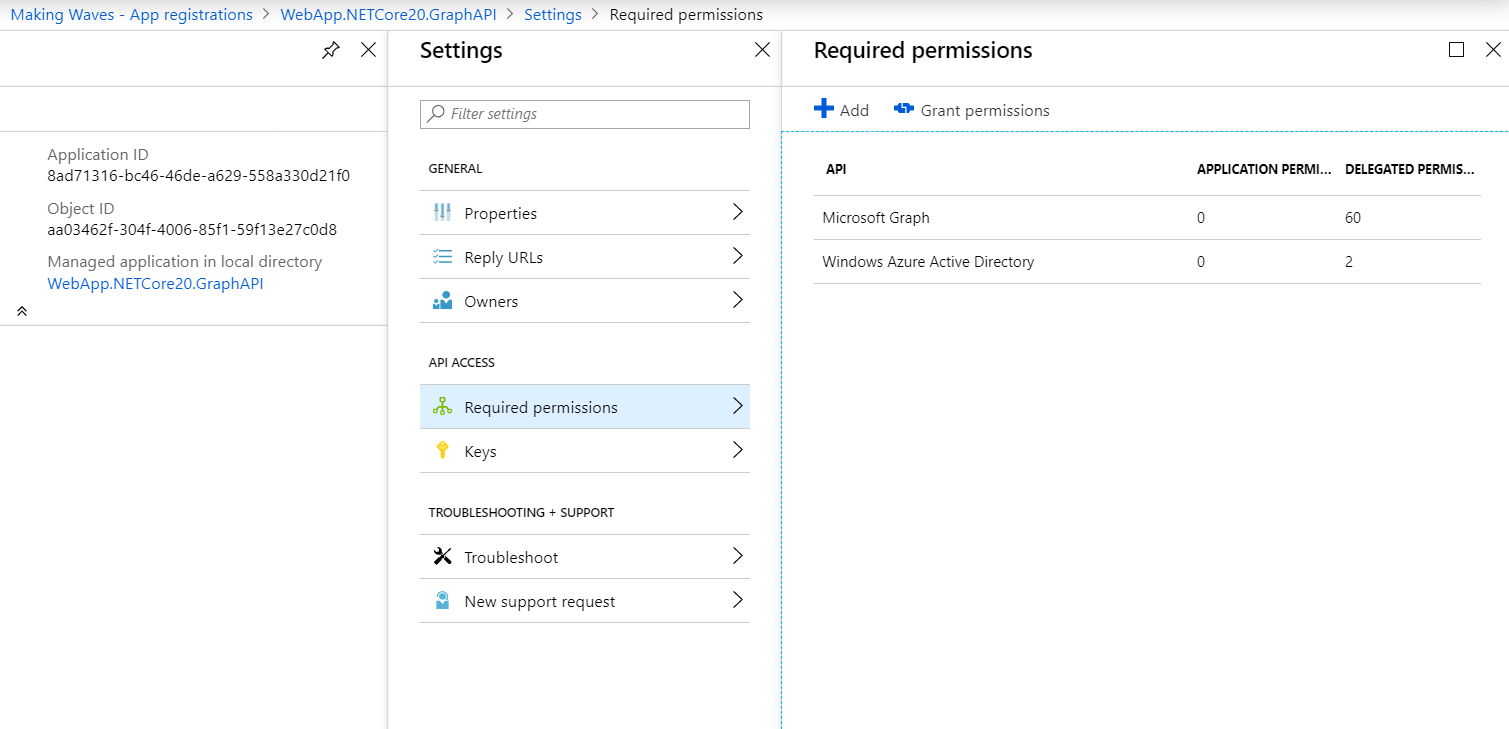 Making Waves - App registrations > WebApp.NETCore20.GraphAPI > Settings > Required permissions
Application ID
8ad71316-bc46-46de-a629-558a330d21f0
Object ID
aa03462f-304f-4006-85f1-59f13e27c0d8
Managed application in local directory
WebApp.NETCore20.GraphAPI
Settings
Filter settings
GENERAL
Properties
Reply URLs
Owners
API ACCESS
Required permissions
Keys
TROUBLESHOOTING + SUPPORT
Troubleshoot
New support request
Required permissions
Add Grant permissions
API APPLICATION PERMI... DELEGATED PERMIS...
Microsoft Graph 0 60
Windows Azure Active Directory 0 2